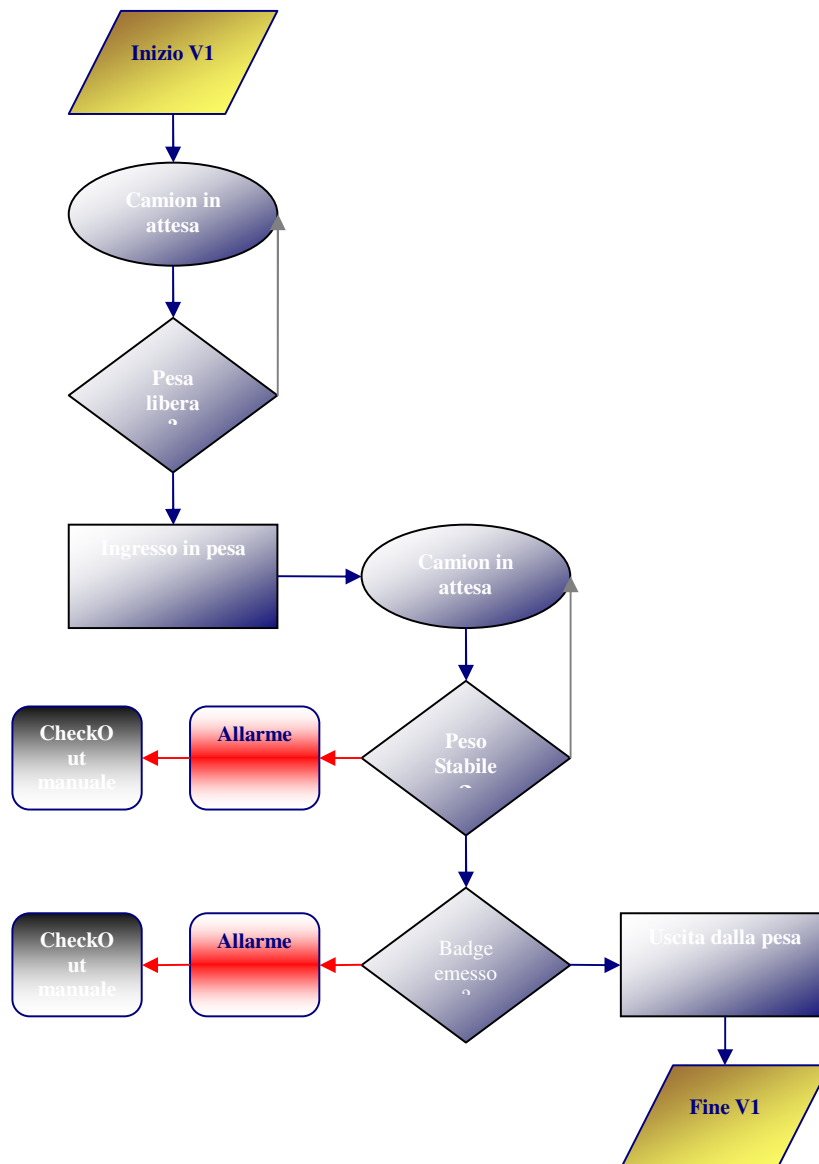 Inizio V1
Camion in
attesa
Pesa
libera
?
Ingresso in pesa
Camion in
attesa
CheckO
ut
manuale
Allarme
Peso
Stabile
?
CheckO
ut
manuale
Allarme
Badge
emesso
?
Uscita dalla pesa
Fine V1